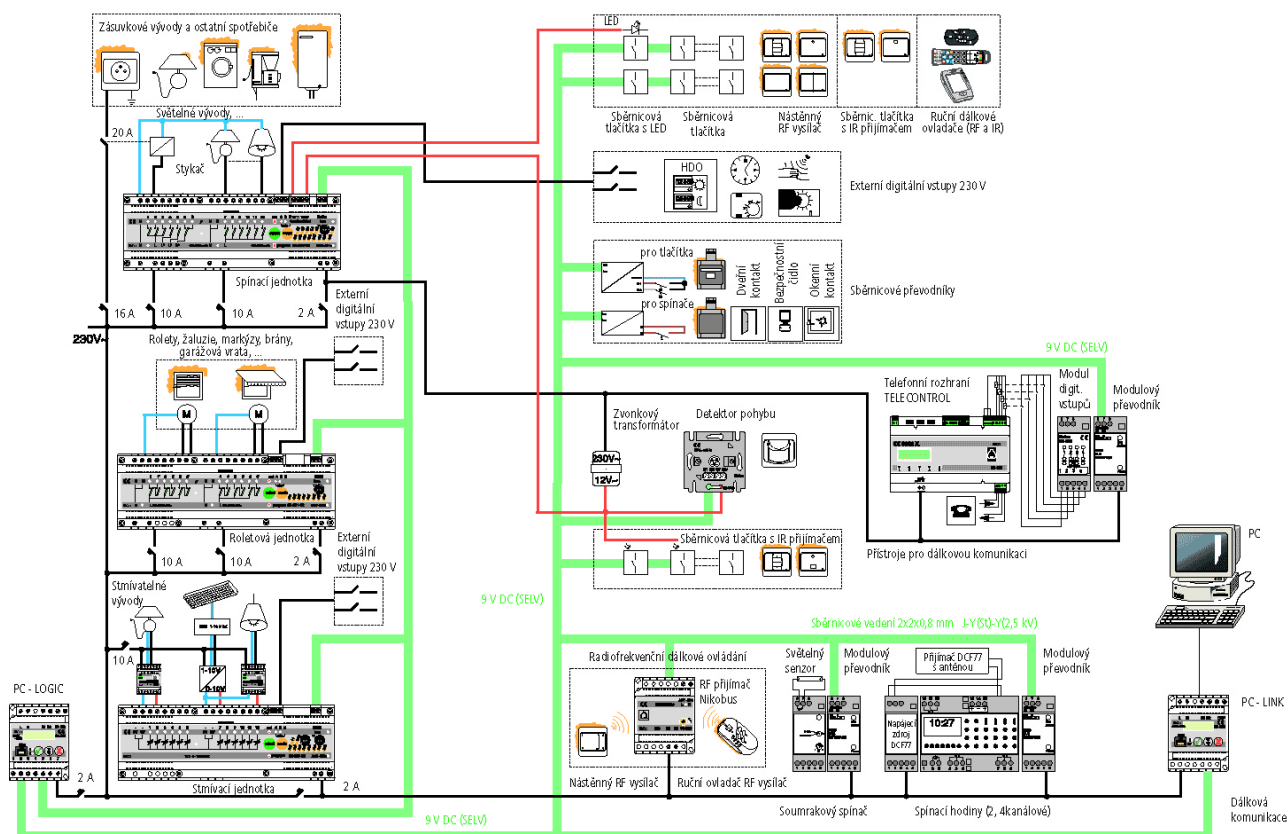 Zásuvkové vývody a ostatní spotřebiče
20 A
Světelné vývody, ...
Stykač
Spínací jednotka
16 A
10 A
10 A
2 A
230V~
Externí
digitální
vstupy 230 V
Rolety, žaluzie, markýzy, brány,
garážová vrata, ...
M
M
Roletová jednotka
10 A
10 A
2 A
Externí
digitální
vstupy 230 V
Stmívatelné
vývody
10 A
1-10V
0-10V
PC - LOGIC
2 A
Stmívací jednotka
2 A
9 V DC (SELV)
LED
Sběrnicová
tlačítka s LED
Sběrnicová
tlačítka
Nástěnný
RF vysílač
Sběrnic. tlačítka
s IR přijímačem
Ruční dálkové
ovladače (RF a IR)
HDO
Externí digitální vstupy 230 V
pro tlačítka
pro spínače
Dveřní
kontakt
Bezpečnostní
čidlo
Okenní
kontakt
Sběrnicové převodníky
9 V DC (SELV)
Zvonkový
transformátor
230V~
12V~
Detektor pohybu
Telefonní rozhraní
TELECONTROL
Modul
digit.
vstupů
Modulový
převodník
Sběrnicová tlačítka s IR přijímačem
Přístroje pro dálkovou komunikaci
PC
9 V DC (SELV)
Sběrnicové vedení 2x2x0,8 mm J-Y(St)-Y(2,5 kV)
Radiofrekvenční dálkové ovládání
RF přijímač
Nikobus
Nástěnný RF vysílač
Ruční ovladač RF vysílač
Světelný
senzor
Modulový
převodník
Přijímač DCF77
s anténou
Modulový
převodník
Napájecí
zdroj
DCF77
10:27
Soumrakový spínač
Spínací hodiny (2, 4kanálové)
PC - LINK
Dálková
komunikace